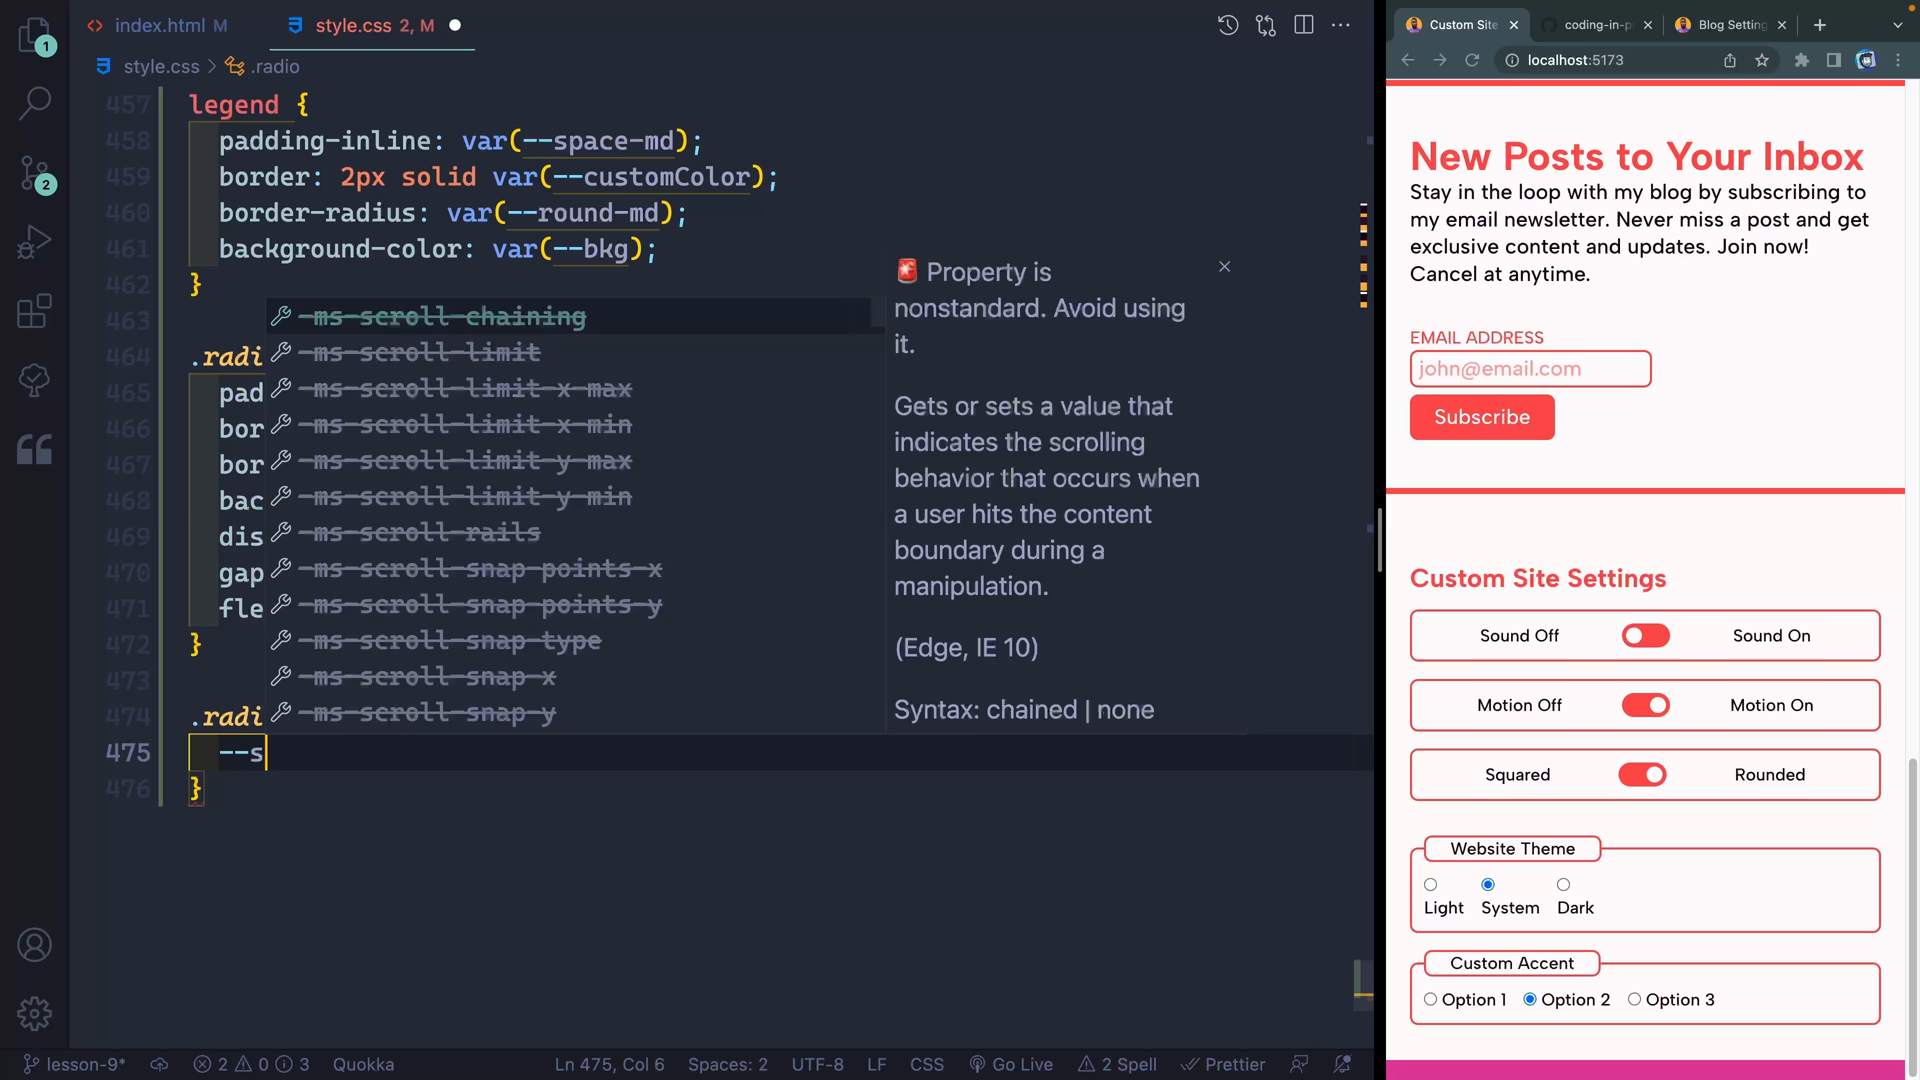 index.html M
style.css 2, M
style.css > .radio
457 legend {
458 padding-inline: var(--space-md);
459 border: 2px solid var(--customColor);
460 border-radius: var(--round-md);
461 background-color: var(--bkg);
462 }
463
464 .radi
465 pad
466 bor
467 bor
468 bac
469 dis
470 gap
471 fle
472 }
473
474 .radi
475 --s
476 }
-ms-scroll-chaining
-ms-scroll-limit
-ms-scroll-limit-x-max
-ms-scroll-limit-x-min
-ms-scroll-limit-y-max
-ms-scroll-limit-y-min
-ms-scroll-rails
-ms-scroll-snap-points-x
-ms-scroll-snap-points-y
-ms-scroll-snap-type
-ms-scroll-snap-x
-ms-scroll-snap-y
🚨 Property is
nonstandard. Avoid using
it.
Gets or sets a value that
indicates the scrolling
behavior that occurs when
a user hits the content
boundary during a
manipulation.
(Edge, IE 10)
Syntax: chained | none
1
2
lesson-9* 2 0 3 Quokka
Ln 475, Col 6 Spaces: 2 UTF-8 LF CSS Go Live 2 Spell Prettier
Custom Site
coding-in-p
Blog Setting
localhost:5173
New Posts to Your Inbox
Stay in the loop with my blog by subscribing to
my email newsletter. Never miss a post and get
exclusive content and updates. Join now!
Cancel at anytime.
EMAIL ADDRESS
john@email.com
Subscribe
Custom Site Settings
Sound Off Sound On
Motion Off Motion On
Squared Rounded
Website Theme
Light System Dark
Custom Accent
Option 1 Option 2 Option 3